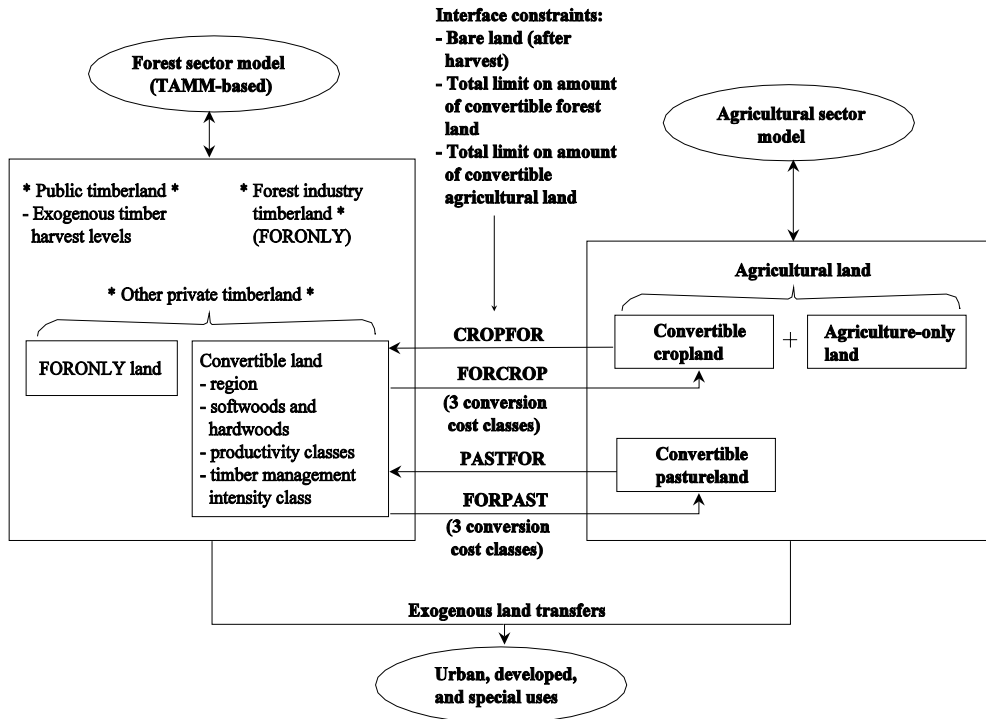 Interface constraints:
- Bare land (after
harvest)
- Total limit on amount
of convertible forest
land
- Total limit on amount
of convertible
agricultural land
Forest sector model
(TAMM-based)
Agricultural sector
model
* Public timberland *
- Exogenous timber
harvest levels
* Forest industry
timberland *
(FORONLY)
* Other private timberland *
FORONLY land
Convertible land
- region
- softwoods and
hardwoods
- productivity classes
- timber management
intensity class
CROPFOR
FORCROP
(3 conversion
cost classes)
PASTFOR
FORPAST
(3 conversion
cost classes)
Agricultural land
Convertible
cropland
+
Agriculture-only
land
Convertible
pastureland
Exogenous land transfers
Urban, developed,
and special uses